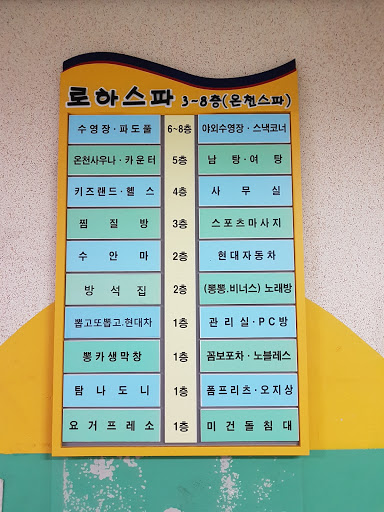 로하스파 3~8층(온천스파)
수영장·파도풀 6~8층 야외수영장·스낵코너
온천사우나·카운터 5층 남탕·여탕
키즈랜드·헬스 4층 사무실
찜질방 3층 스포츠마사지
수안마 2층 현대자동차
방석집 2층 (뽕뽕.비너스)노래방
뽑고또뽑고.현대차 1층 관리실·PC방
뽕카생막창 1층 꼼보포차·노블레스
탐나도니 1층 폼프리츠·오지상
요거프레소 1층 미건돌침대